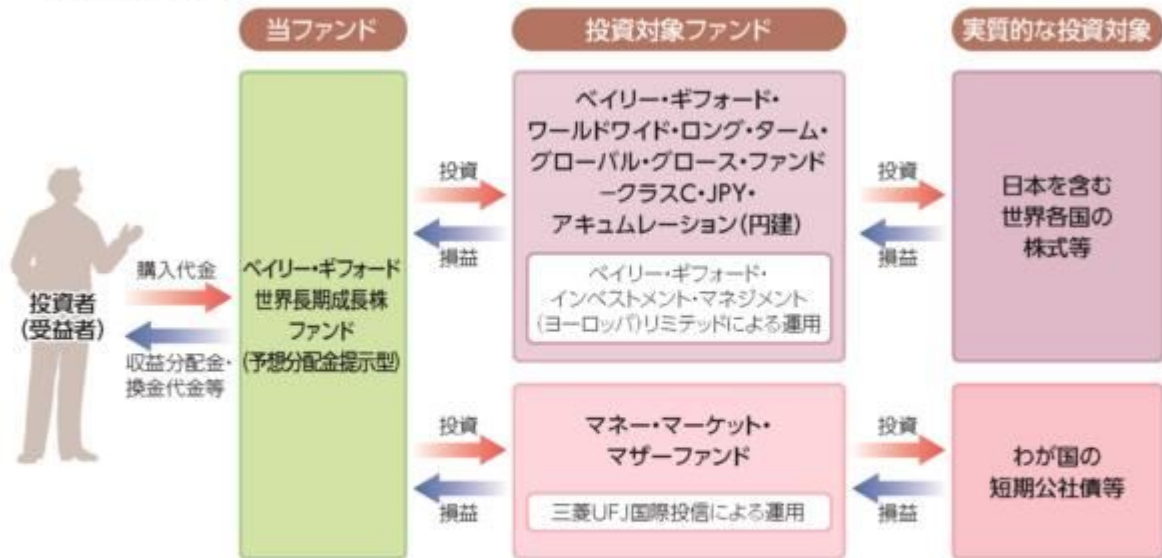 当ファンド
投資対象ファンド
実質的な投資対象
投資者
(受益者)
購入代金
収益分配金・
換金代金等
ベイリー・ギフォード
世界長期成長株
ファンド
(予想分配金提示型)
投資
損益
ベイリー・ギフォード・
ワールドワイド・ロング・ターム・
グローバル・グロース・ファンド
－クラスC・JPY・
アキュムレーション(円建)
ベイリー・ギフォード・
インベストメント・マネジメント
(ヨーロッパ)リミテッドによる運用
投資
損益
日本を含む
世界各国の
株式等
投資
損益
マネー・マーケット・
マザーファンド
三菱UFJ国際投信による運用
投資
損益
わが国の
短期公社債等